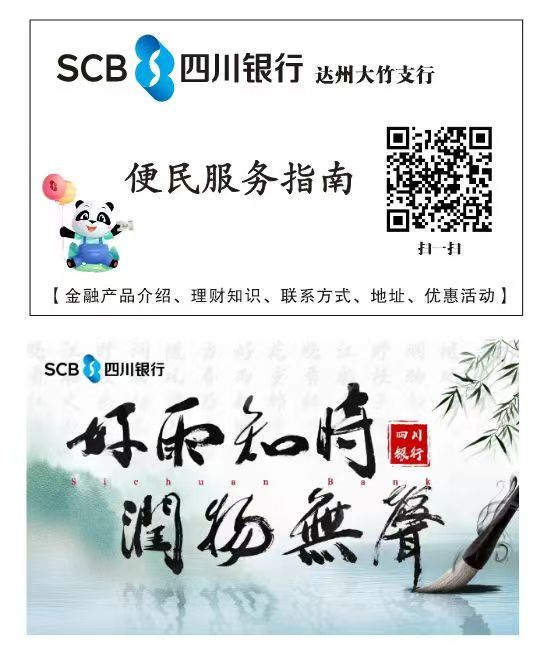 SCB 四川银行 达州大竹支行
便民服务指南
扫一扫
【金融产品介绍、理财知识、联系方式、地址、优惠活动】
SCB 四川银行
好雨知時
四川
银行
Sichuan Bank
潤物無聲